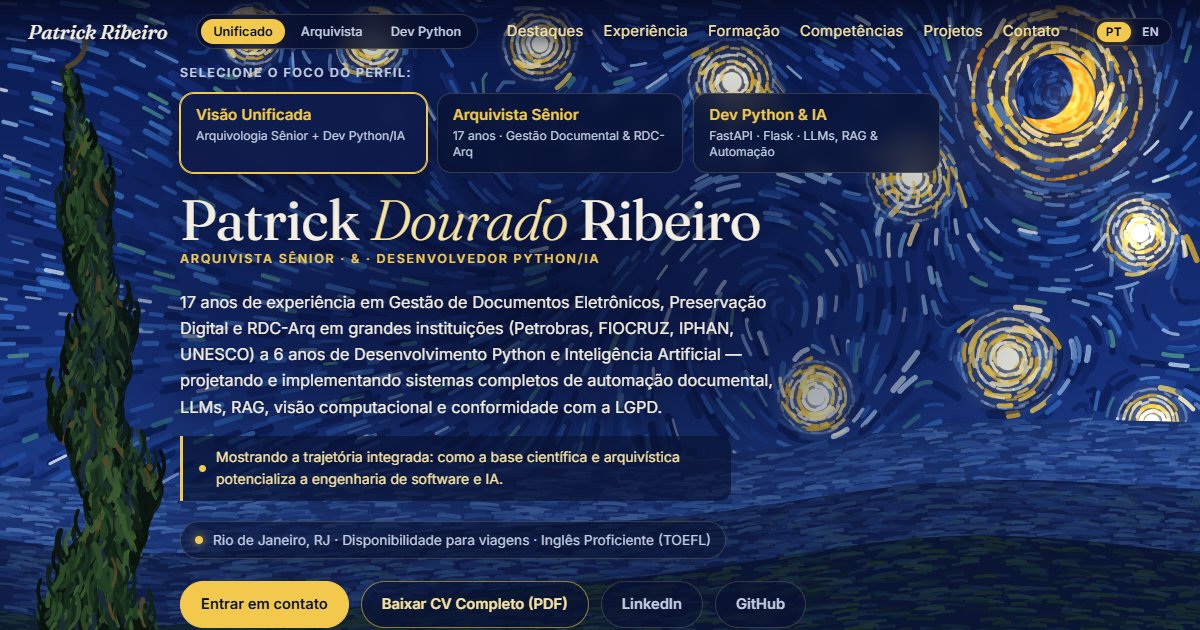 Patrick Ribeiro
Unificado
Arquivista
Dev Python
Destaques
Experiência
Formação
Competências
Projetos
Contato
PT
EN
SELECIONE O FOCO DO PERFIL:
Visão Unificada
Arquivologia Sênior + Dev Python/IA
Arquivista Sênior
17 anos · Gestão Documental & RDC-
Arq
Dev Python & IA
FastAPI · Flask · LLMs, RAG &
Automação
Patrick Dourado Ribeiro
ARQUIVISTA SÊNIOR · & · DESENVOLVEDOR PYTHON/IA
17 anos de experiência em Gestão de Documentos Eletrônicos, Preservação
Digital e RDC-Arq em grandes instituições (Petrobras, FIOCRUZ, IPHAN,
UNESCO) a 6 anos de Desenvolvimento Python e Inteligência Artificial —
projetando e implementando sistemas completos de automação documental,
LLMs, RAG, visão computacional e conformidade com a LGPD.
Mostrando a trajetória integrada: como a base científica e arquivística
potencializa a engenharia de software e IA.
Rio de Janeiro, RJ · Disponibilidade para viagens · Inglês Proficiente (TOEFL)
Entrar em contato
Baixar CV Completo (PDF)
LinkedIn
GitHub